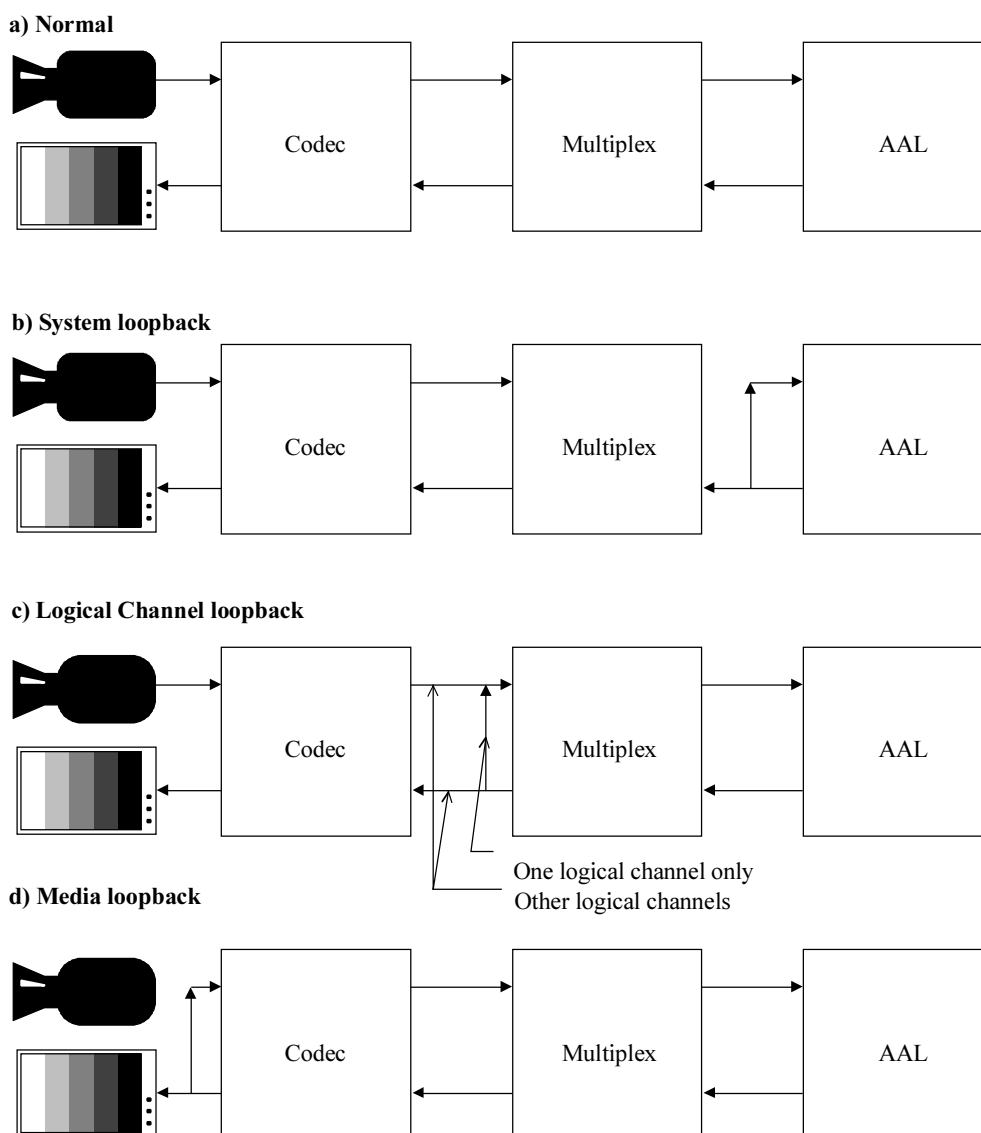 a) Normal
Codec
Multiplex
AAL
b) System loopback
Codec
Multiplex
AAL
c) Logical Channel loopback
Codec
Multiplex
AAL
One logical channel only
Other logical channels
d) Media loopback
Codec
Multiplex
AAL